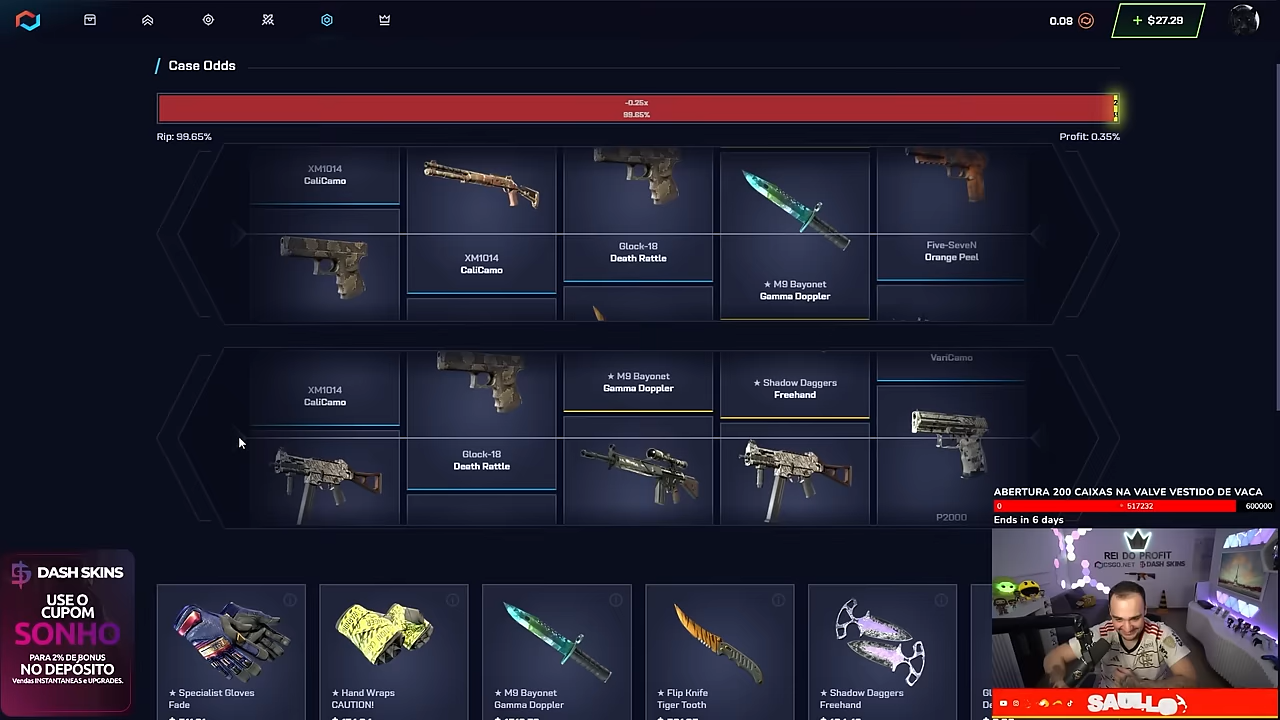 0.08
+ $27.29
Case Odds
-0.25x
99.65%
Rip: 99.65%
Profit: 0.35%
XM1014
CaliCamo
XM1014
CaliCamo
Glock-18
Death Rattle
★ M9 Bayonet
Gamma Doppler
Five-SeveN
Orange Peel
XM1014
CaliCamo
Glock-18
Death Rattle
★ M9 Bayonet
Gamma Doppler
★ Shadow Daggers
Freehand
VariCamo
P2000
ABERTURA 200 CAIXAS NA VALVE VESTIDO DE VACA
0
517232
600000
Ends in 6 days
DASH SKINS
USE O
CUPOM
SONHO
PARA 2% DE BONUS
NO DEPÓSITO
Vendas INSTANTANEAS e UPGRADES.
★ Specialist Gloves
Fade
★ Hand Wraps
CAUTION!
★ M9 Bayonet
Gamma Doppler
★ Flip Knife
Tiger Tooth
★ Shadow Daggers
Freehand
REI DO PROFIT
CSGO.NET
DASH SKINS
SAULLO